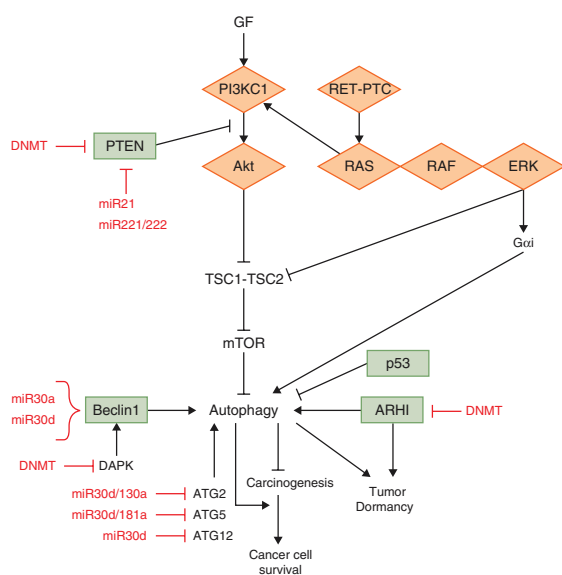 GF
PI3KC1
RET-PTC
DNMT
PTEN
Akt
RAS
RAF
ERK
miR21
miR221/222
Gαi
TSC1-TSC2
mTOR
p53
miR30a
miR30d
Beclin1
Autophagy
ARHI
DNMT
DNMT
DAPK
miR30d/130a
ATG2
Carcinogenesis
Tumor
Dormancy
miR30d/181a
ATG5
miR30d
ATG12
Cancer cell
survival